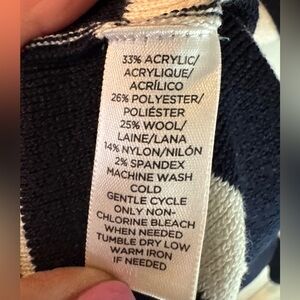 33% ACRYLIC/
ACRYLIQUE/
ACRÍLICO
26% POLYESTER/
POLIÉSTER
25% WOOL/
LAINE/LANA
14% NYLON/NILÓN
2% SPANDEX
MACHINE WASH
COLD
GENTLE CYCLE
ONLY NON-
CHLORINE BLEACH
WHEN NEEDED
TUMBLE DRY LOW
WARM IRON
IF NEEDED